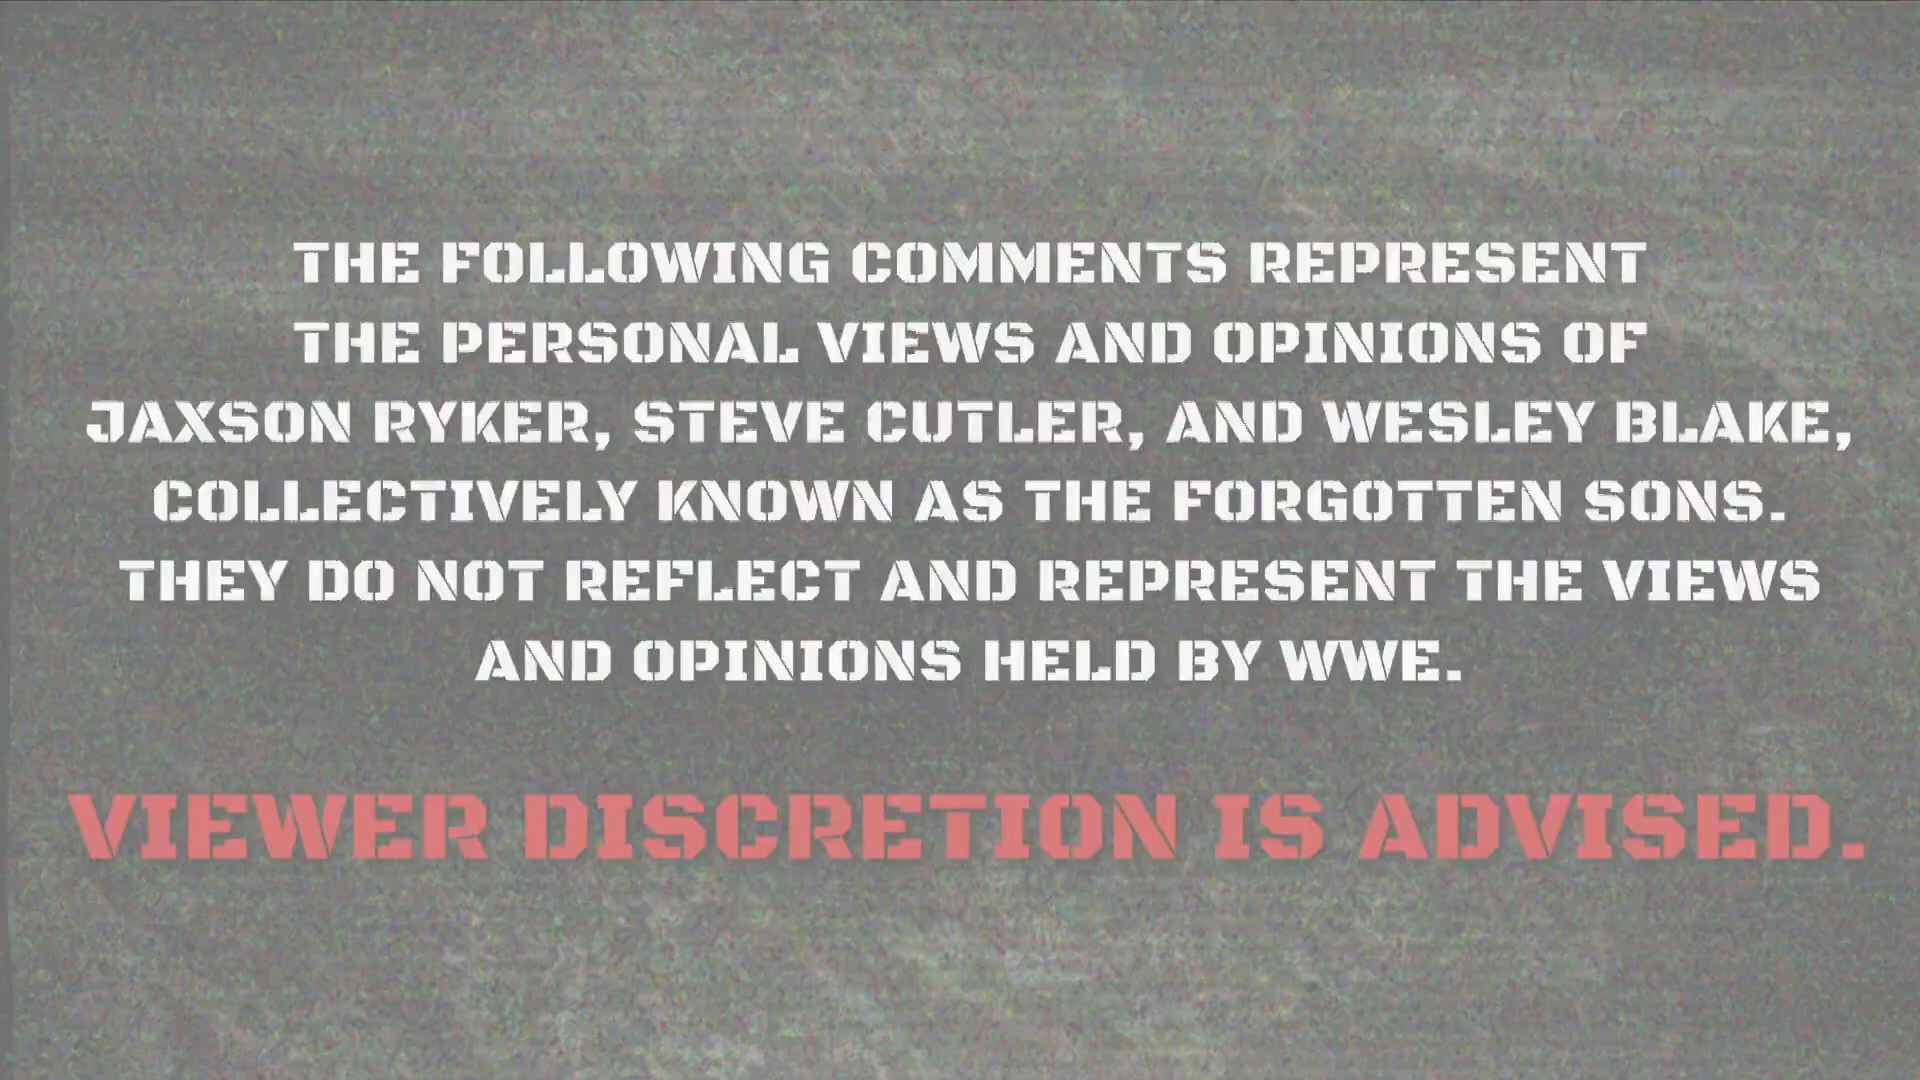 THE FOLLOWING COMMENTS REPRESENT
THE PERSONAL VIEWS AND OPINIONS OF
JAXSON RYKER, STEVE CUTLER, AND WESLEY BLAKE,
COLLECTIVELY KNOWN AS THE FORGOTTEN SONS.
THEY DO NOT REFLECT AND REPRESENT THE VIEWS
AND OPINIONS HELD BY WWE.
VIEWER DISCRETION IS ADVISED.